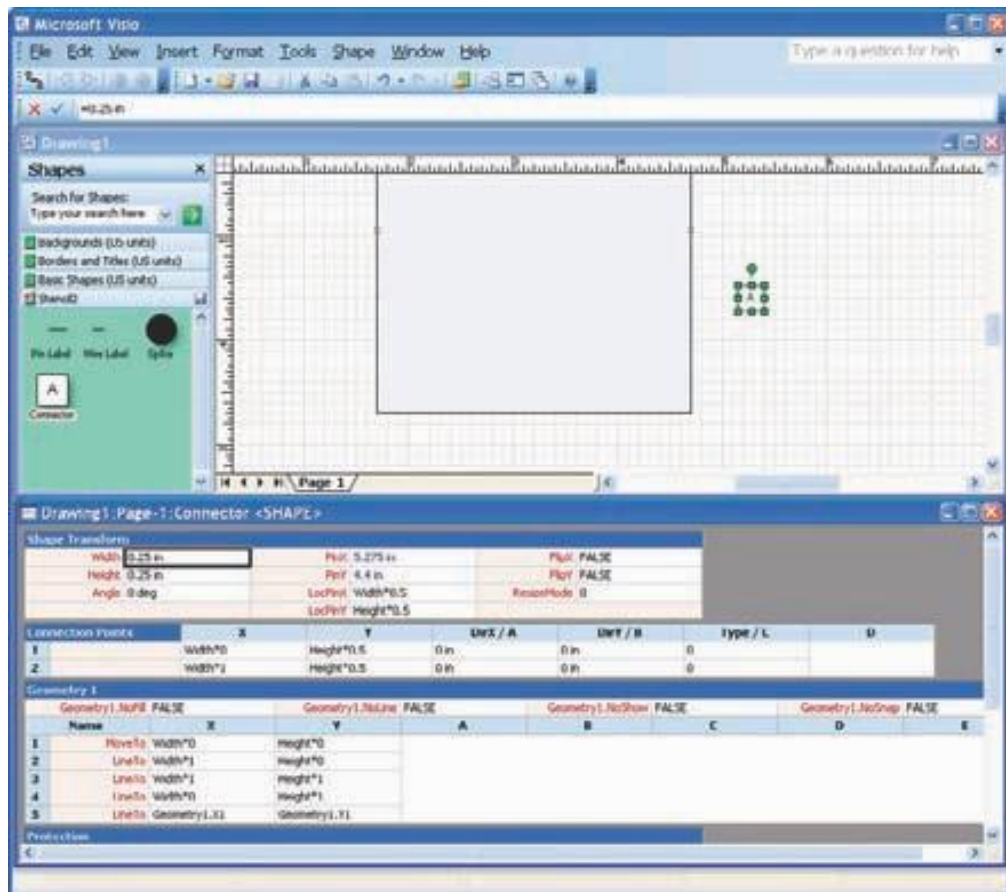 Microsoft Visio
File Edit View Insert Format Tools Shape Window Help
Type a question for help
=0.25 in
Drawing1
Shapes
Search for Shapes:
Type your search here
Backgrounds (US units)
Borders and Titles (US units)
Basic Shapes (US units)
Pin Label Wire Label Splice
A
Connector
A
Page 1
Drawing1:Page-1:Connector <SHAPE>
Shape Transform
Width 0.25 in PinX 5.275 in FlipX FALSE
Height 0.25 in PinY 4.4 in FlipY FALSE
Angle 0 deg LocPinX Width*0.5 ResizeMode 0
LocPinY Height*0.5
Connection Points X Y DirX / A DirY / B Type / C D
1 Width*0 Height*0.5 0 in 0 in 0
2 Width*1 Height*0.5 0 in 0 in 0
Geometry 1
Geometry1.NoFill FALSE Geometry1.NoLine FALSE Geometry1.NoShow FALSE Geometry1.NoSnap FALSE
Name X Y A B C D E
1 MoveTo Width*0 Height*0
2 LineTo Width*1 Height*0
3 LineTo Width*1 Height*1
4 LineTo Width*0 Height*1
5 LineTo Geometry1.X1 Geometry1.Y1
Protection